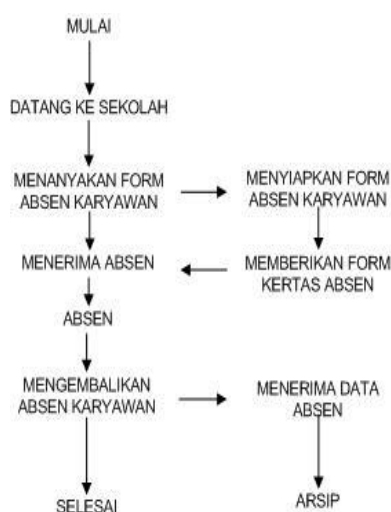 MULAI
DATANG KE SEKOLAH
MENANYAKAN FORM
ABSEN KARYAWAN
MENYIAPKAN FORM
ABSEN KARYAWAN
MENERIMA ABSEN
MEMBERIKAN FORM
KERTAS ABSEN
ABSEN
MENGEMBALIKAN
ABSEN KARYAWAN
MENERIMA DATA
ABSEN
SELESAI
ARSIP